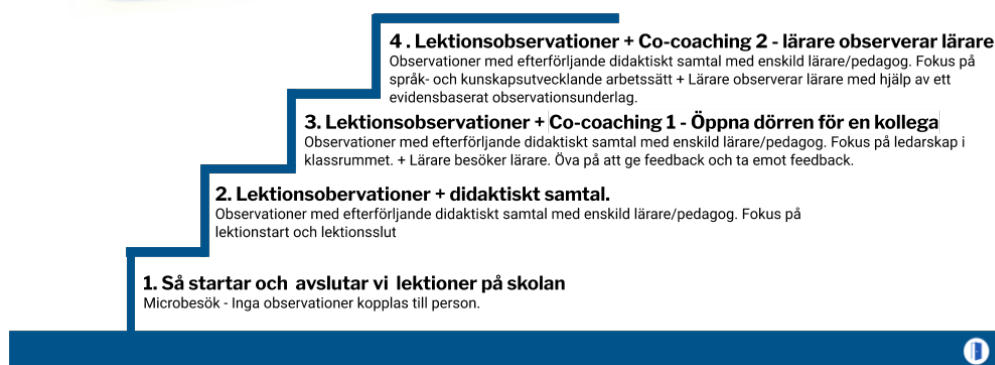 4 . Lektionsobservationer + Co-coaching 2 - lärare observerar lärare
Observationer med efterförljande didaktiskt samtal med enskild lärare/pedagog. Fokus på
språk- och kunskapsutvecklande arbetssätt + Lärare observerar lärare med hjälp av ett
evidensbaserat observationsunderlag.
3. Lektionsobservationer + Co-coaching 1 - Öppna dörren för en kollega
Observationer med efterförljande didaktiskt samtal med enskild lärare/pedagog. Fokus på ledarskap i
klassrummet. + Lärare besöker lärare. Öva på att ge feedback och ta emot feedback.
2. Lektionsobervationer + didaktiskt samtal.
Observationer med efterförljande didaktiskt samtal med enskild lärare/pedagog. Fokus på
lektionstart och lektionsslut
1. Så startar och  avslutar vi  lektioner på skolan
Microbesök - Inga observationer kopplas till person.